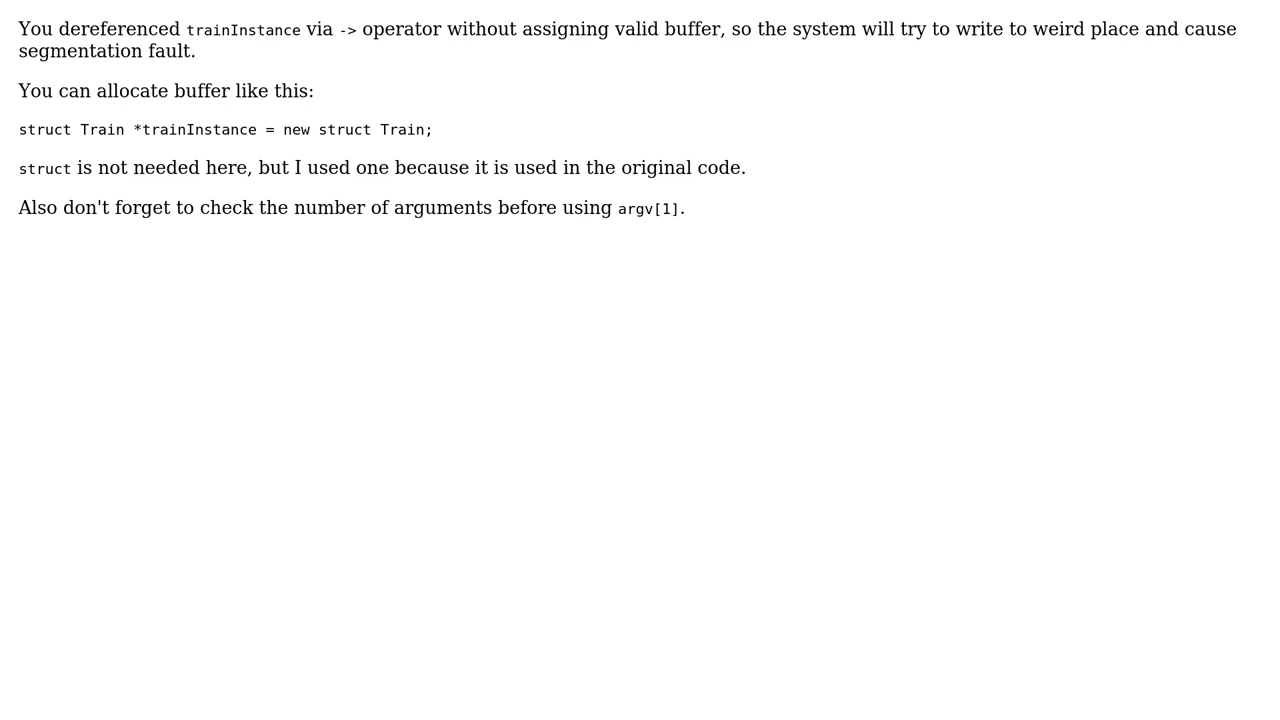 You dereferenced trainInstance via -> operator without assigning valid buffer, so the system will try to write to weird place and cause
segmentation fault.
You can allocate buffer like this:
struct Train *trainInstance = new struct Train;
struct is not needed here, but I used one because it is used in the original code.
Also don't forget to check the number of arguments before using argv[1].